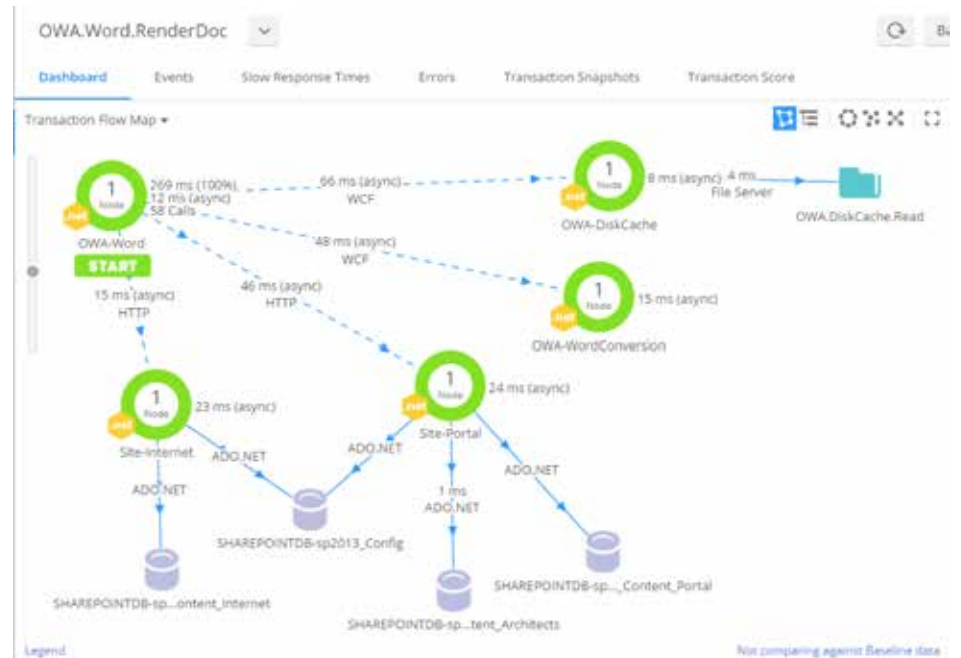 OWA.Word.RenderDoc
Dashboard Events Slow Response Times Errors Transaction Snapshots Transaction Score
Transaction Flow Map
1
Node
.net
OWA-Word
START
269 ms (100%),
12 ms (async)
58 Calls
66 ms (async)
WCF
1
Node
.net
OWA-DiskCache
8 ms (async)
4 ms
File Server
OWA.DiskCache.Read
48 ms (async)
WCF
1
Node
.net
OWA-WordConversion
15 ms (async)
15 ms (async)
HTTP
46 ms (async)
HTTP
1
Node
.net
Site-Internet
23 ms (async)
1
Node
.net
Site-Portal
24 ms (async)
ADO.NET
ADO.NET
ADO.NET
1 ms
ADO.NET
ADO.NET
SHAREPOINTDB-sp2013_Config
SHAREPOINTDB-sp...ontent_Internet
SHAREPOINTDB-sp..._Content_Portal
SHAREPOINTDB-sp...tent_Architects
Legend
Not comparing against Baseline data